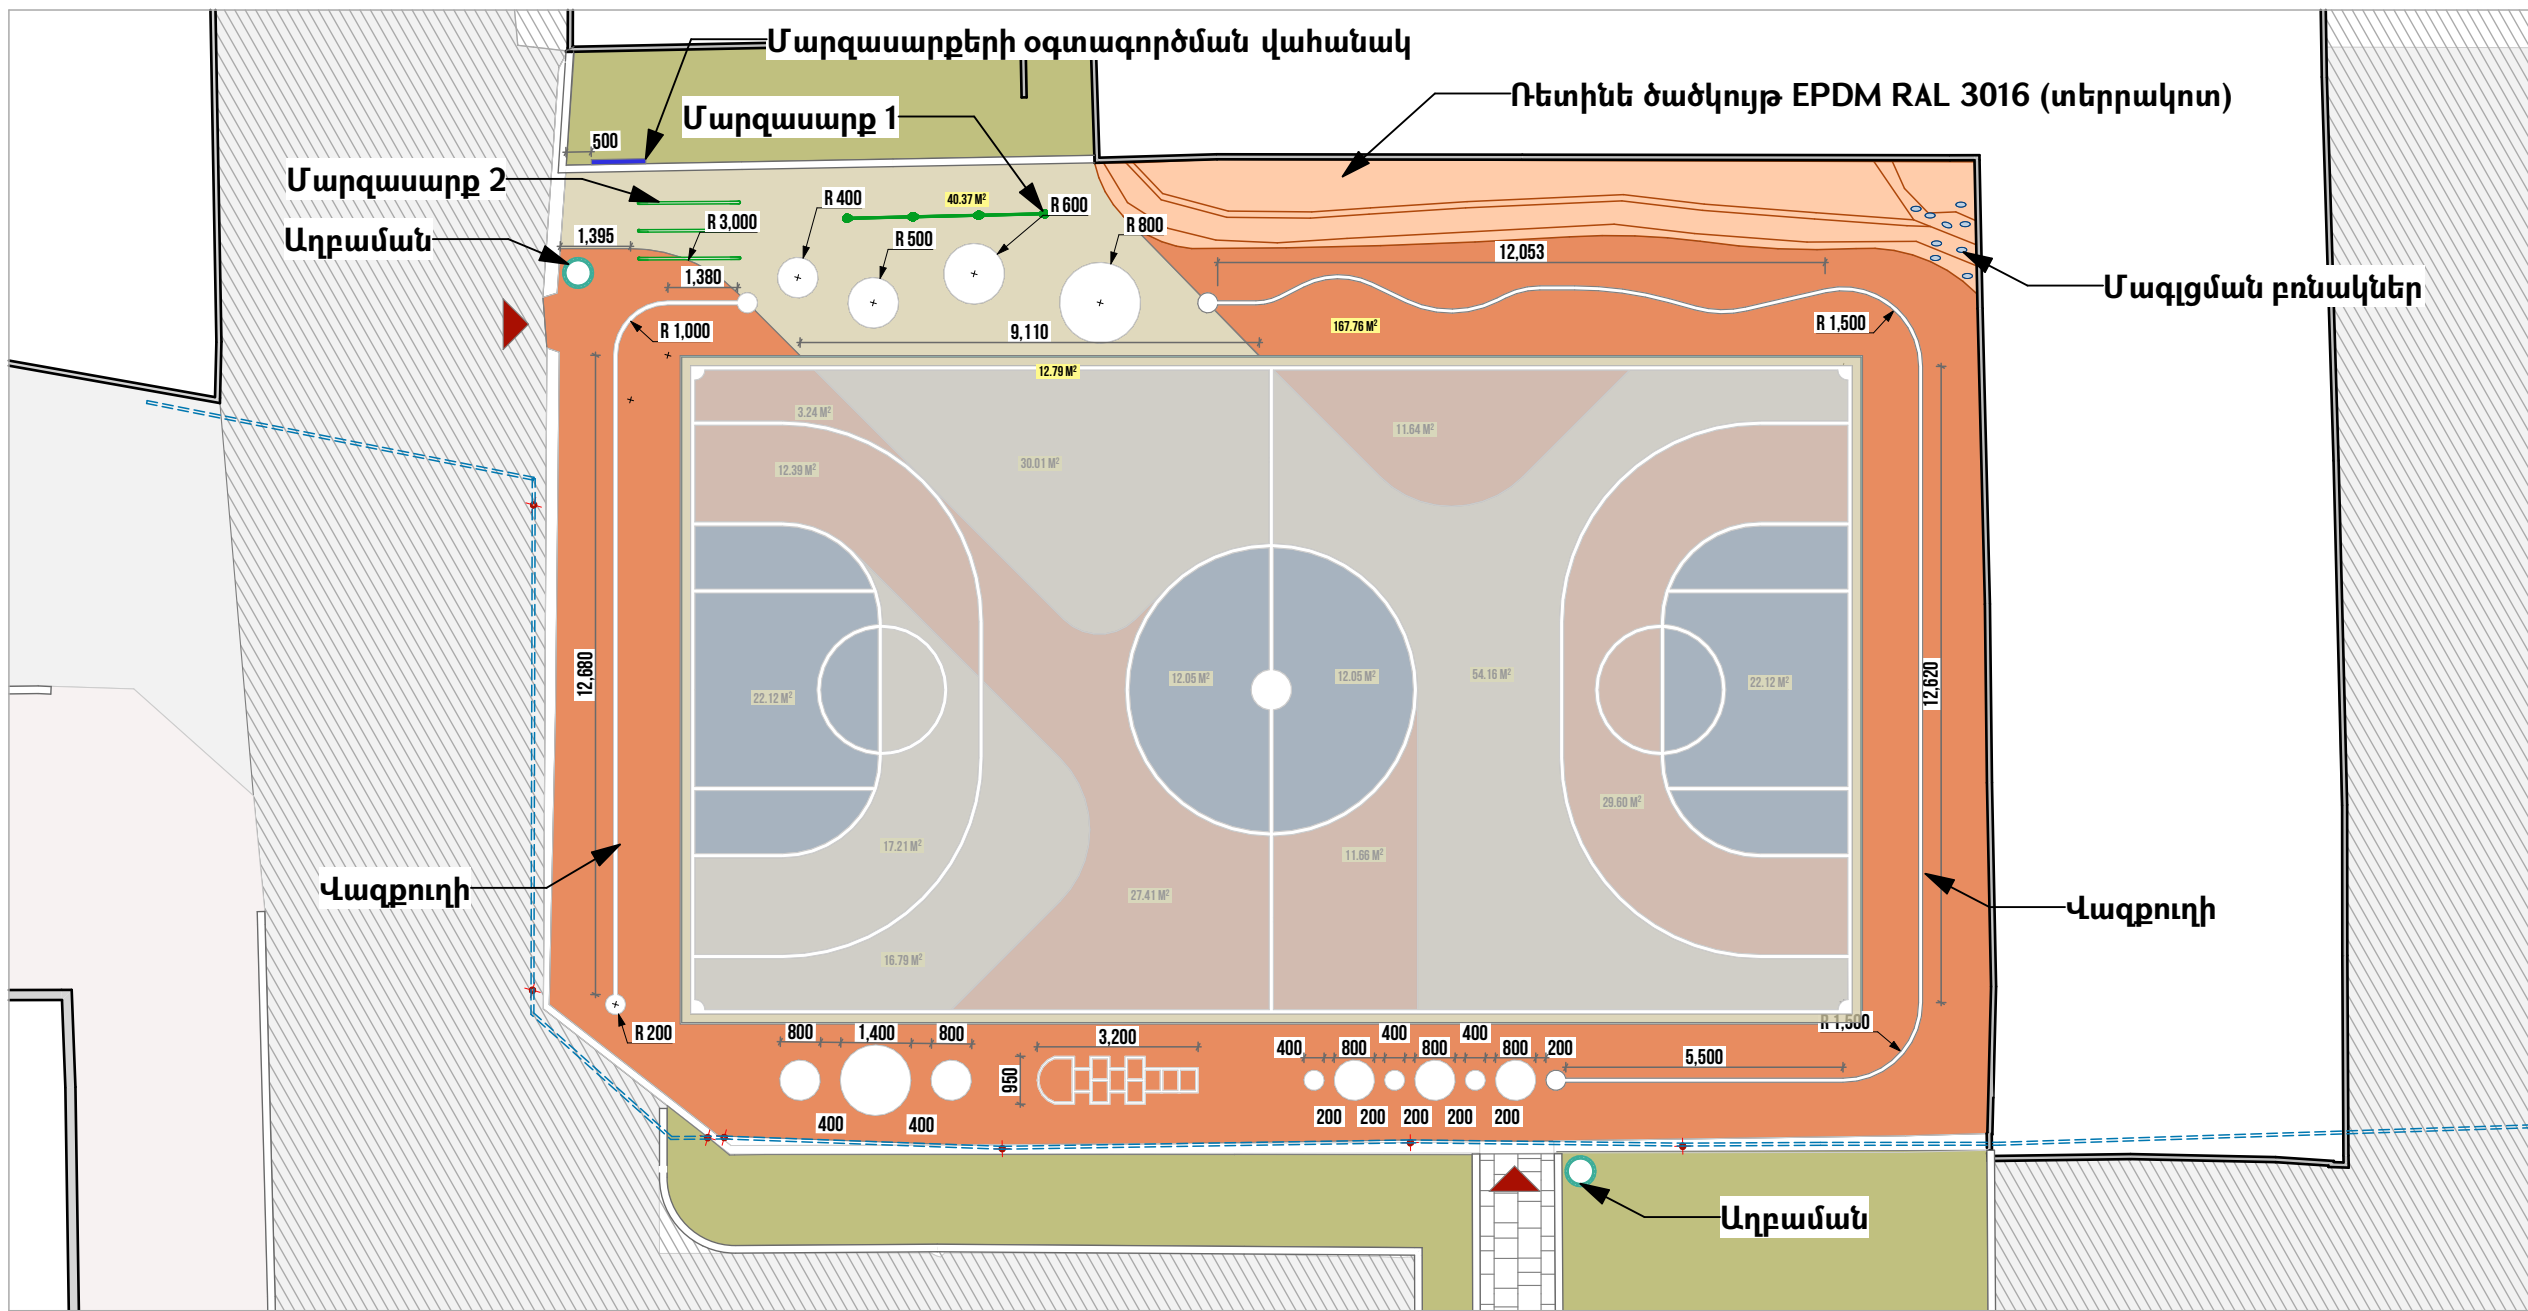 Մարզասարքերի օգտագործման վահանակ
Ռետինե ծածկույթ EPDM RAL 3016 (տերրակոտ)
Մարզասարք 1
500
Մարզասարք 2
R 400
40.37 M²
R 600
R 3,000
R 500
R 800
Աղբաման
1,395
12,053
1,380
Մագլցման բռնակներ
R 1,000
9,110
167.76 M²
R 1,500
12.79 M²
3.24 M²
11.64 M²
12.39 M²
30.01 M²
12,680
22.12 M²
12.05 M²
12.05 M²
54.16 M²
22.12 M²
12,620
29.60 M²
17.21 M²
11.66 M²
Վազքուղի
27.41 M²
Վազքուղի
16.79 M²
R 200
800
1,400
800
3,200
400
400
R 1,500
400
800
800
800
200
5,500
950
400
400
200
200
200
200
200
Աղբաման